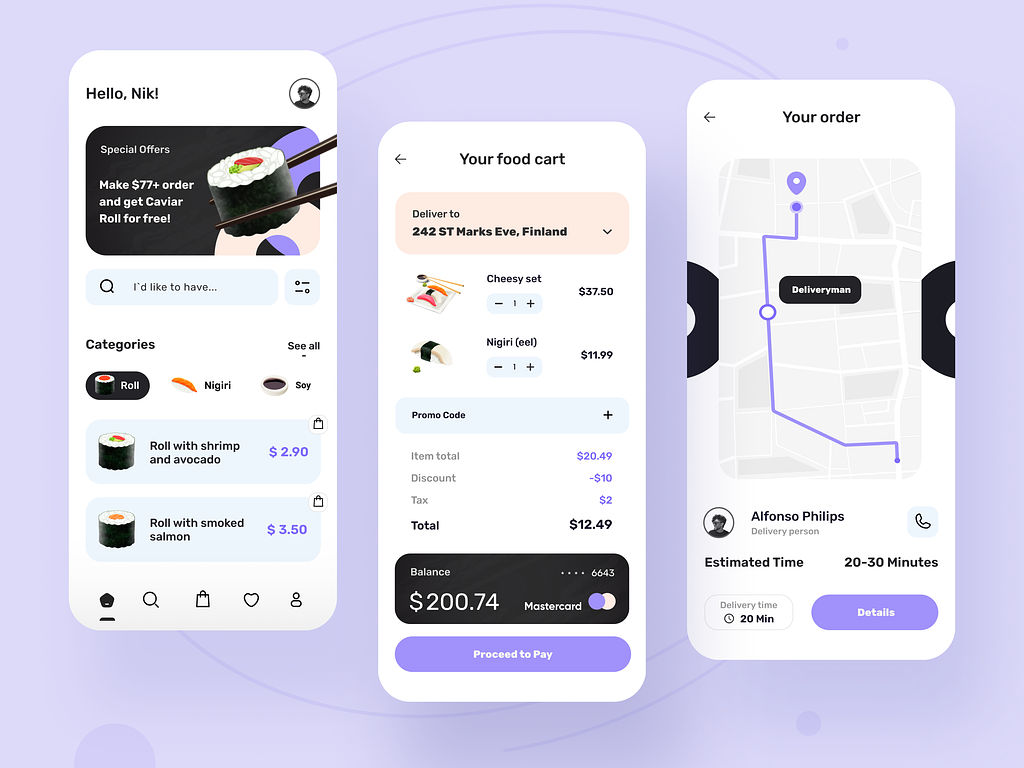 Hello, Nik!
Special Offers
Make $77+ order
and get Caviar
Roll for free!
I`d like to have...
Categories
See all
Roll
Nigiri
Soy
Roll with shrimp
and avocado
$ 2.90
Roll with smoked
salmon
$ 3.50
Your food cart
Deliver to
242 ST Marks Eve, Finland
Cheesy set
1
$37.50
Nigiri (eel)
1
$11.99
Promo Code
Item total $20.49
Discount -$10
Tax $2
Total $12.49
Balance
•••• 6643
$200.74
Mastercard
Proceed to Pay
Your order
Deliveryman
Alfonso Philips
Delivery person
Estimated Time 20-30 Minutes
Delivery time
20 Min
Details